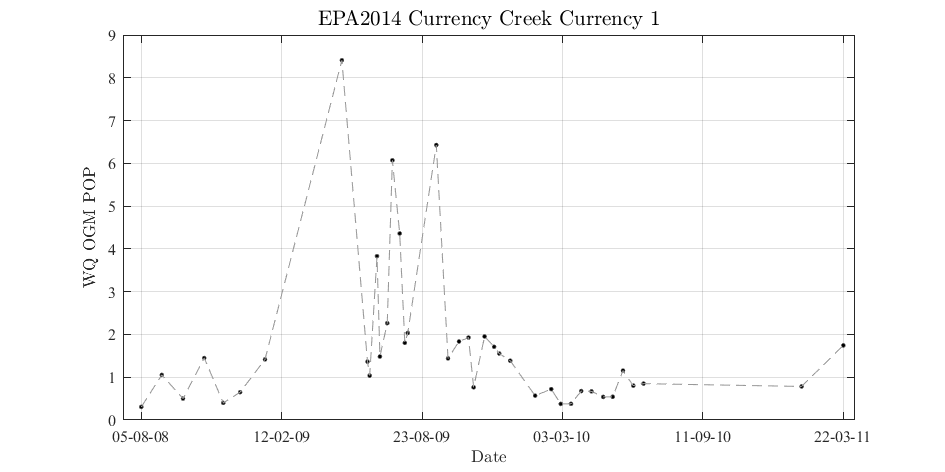 EPA2014 Currency Creek Currency 1
9
8
7
6
5
4
3
2
1
0
WQ OGM POP
05-08-08 12-02-09 23-08-09 03-03-10 11-09-10 22-03-11
Date